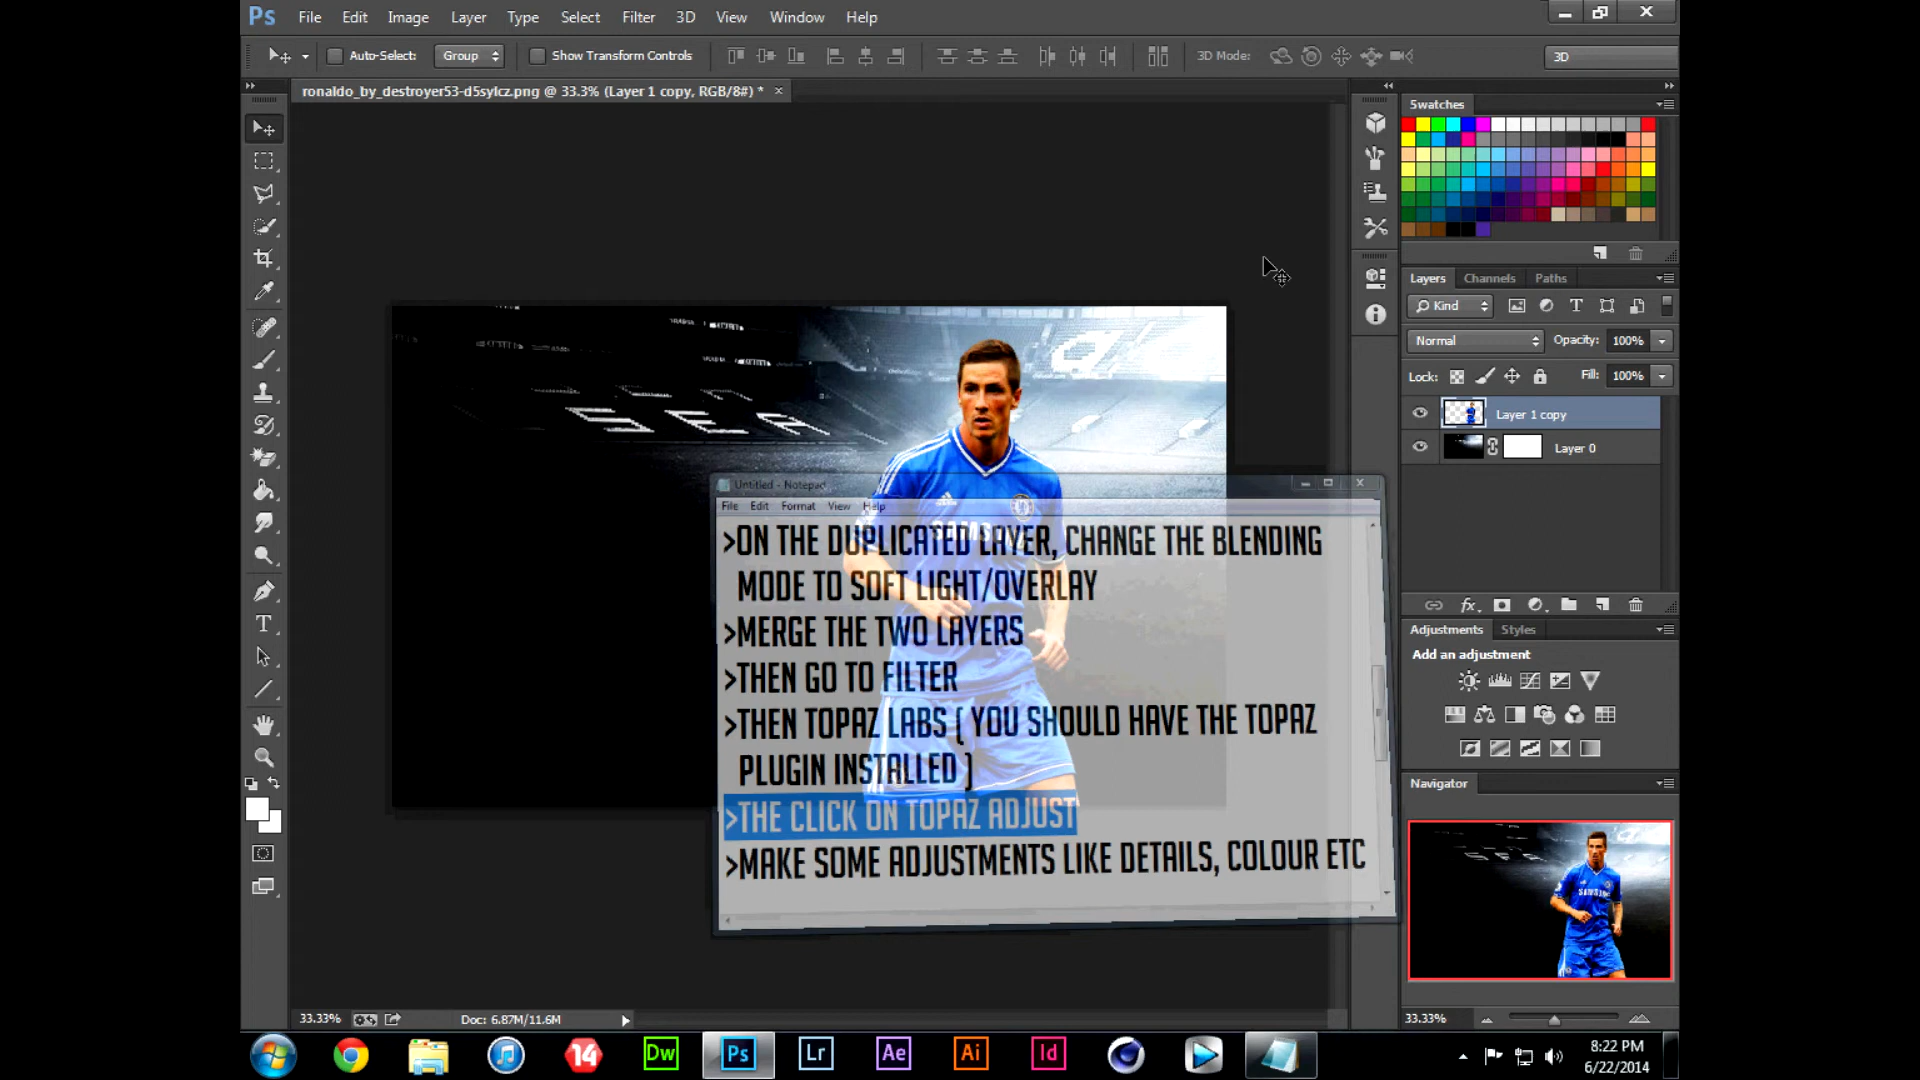 Ps File Edit Image Layer Type Select Filter 3D View Window Help
Auto-Select: Group Show Transform Controls 3D Mode: 3D
ronaldo_by_destroyer53-d5sylcz.png @ 33.3% (Layer 1 copy, RGB/8#) * ×
Swatches
Layers Channels Paths
Kind
Normal Opacity: 100%
Lock: Fill: 100%
Layer 1 copy
Layer 0
SEA
SAMSUNG
Untitled - Notepad
File Edit Format View Help
>ON THE DUPLICATED LAYER, CHANGE THE BLENDING
MODE TO SOFT LIGHT/OVERLAY
>MERGE THE TWO LAYERS
>THEN GO TO FILTER
>THEN TOPAZ LABS ( YOU SHOULD HAVE THE TOPAZ
PLUGIN INSTALLED )
>THE CLICK ON TOPAZ ADJUST
>MAKE SOME ADJUSTMENTS LIKE DETAILS, COLOUR ETC
Adjustments Styles
Add an adjustment
Navigator
SAMSUNG
33.33%
33.33% Doc: 6.87M/11.6M
14 Dw Ps Lr Ae Ai Id
8:22 PM
6/22/2014